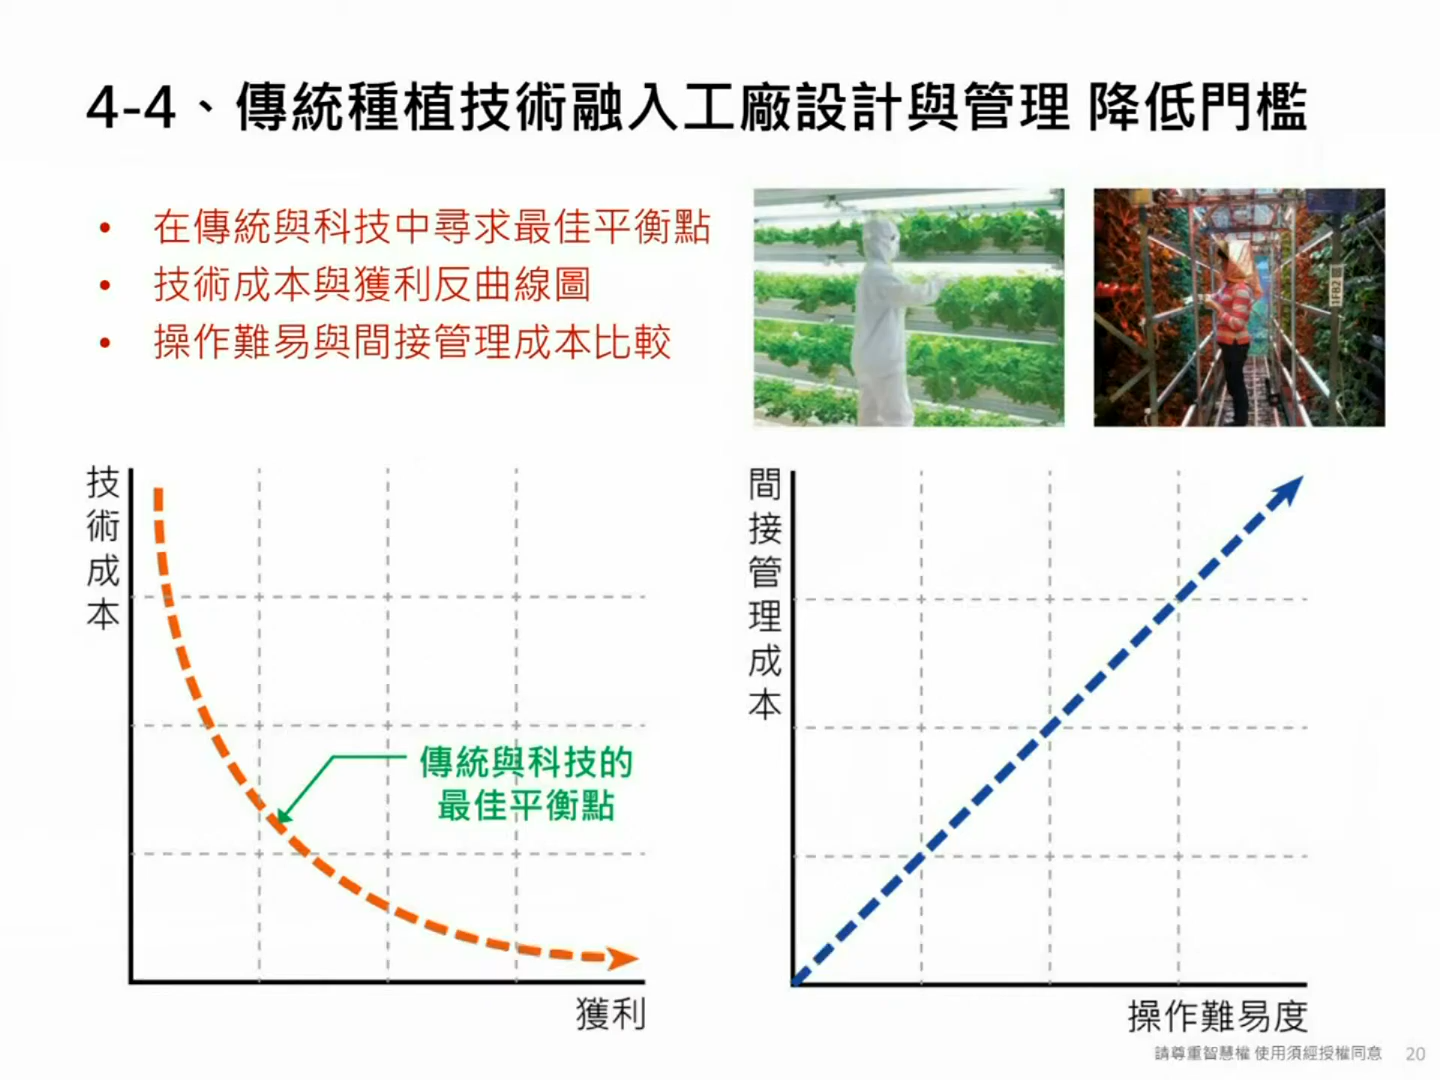 4-4、傳統種植技術融入工廠設計與管理 降低門檻
• 在傳統與科技中尋求最佳平衡點
• 技術成本與獲利反曲線圖
• 操作難易與間接管理成本比較
1FB2
技術成本
傳統與科技的
最佳平衡點
獲利
間接管理成本
操作難易度
請尊重智慧權 使用須經授權同意
20